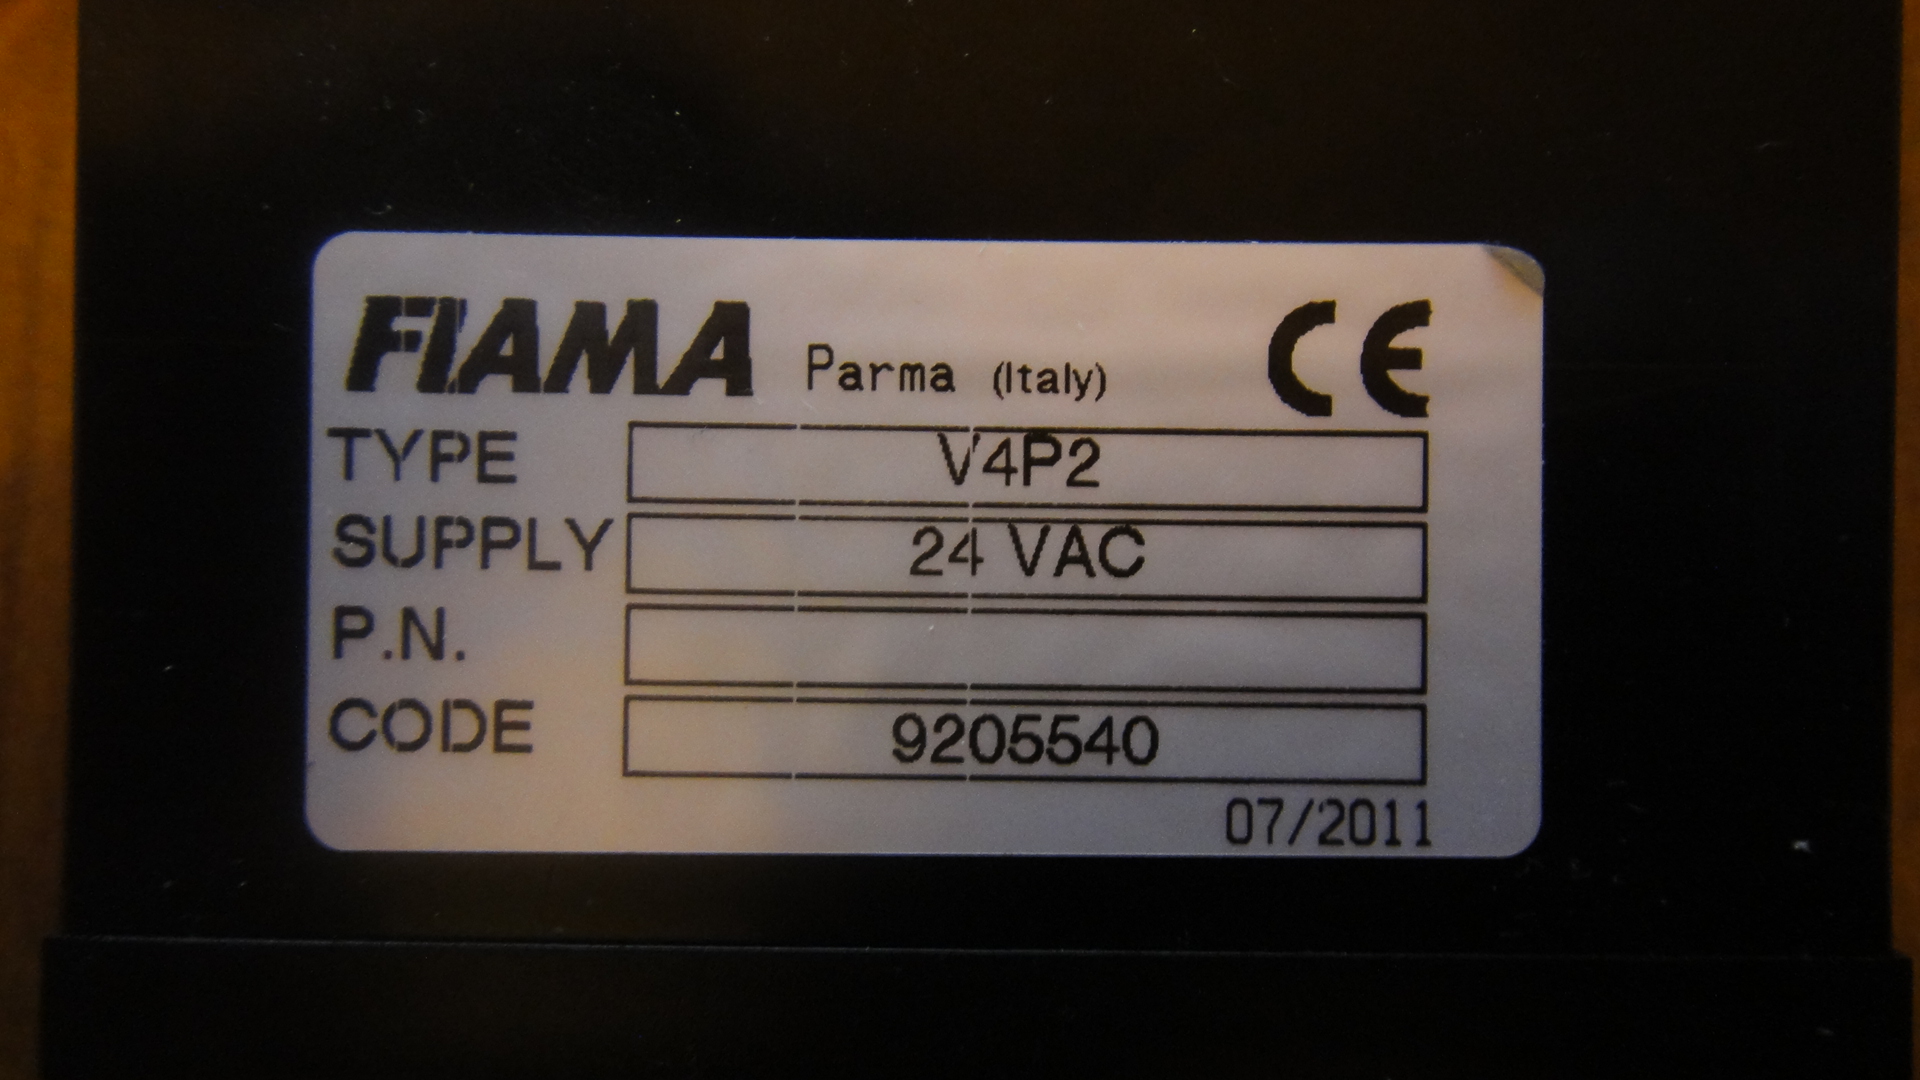 FIAMA Parma (Italy) CE
TYPE V4P2
SUPPLY 24 VAC
P.N.
CODE 9205540
07/2011